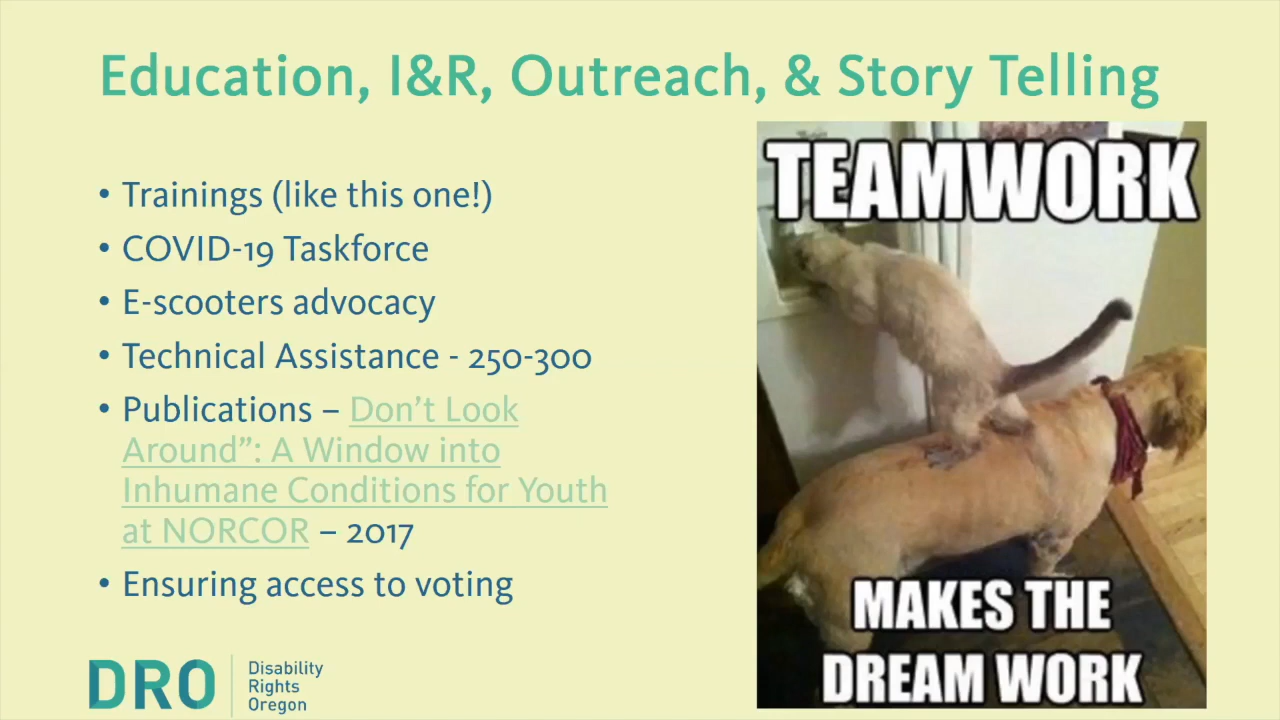 Education, I&R, Outreach, & Story Telling
• Trainings (like this one!)
• COVID-19 Taskforce
• E-scooters advocacy
• Technical Assistance - 250-300
• Publications – Don't Look
Around”: A Window into
Inhumane Conditions for Youth
at NORCOR – 2017
• Ensuring access to voting
TEAMWORK
MAKES THE
DREAM WORK
DRO
Disability
Rights
Oregon